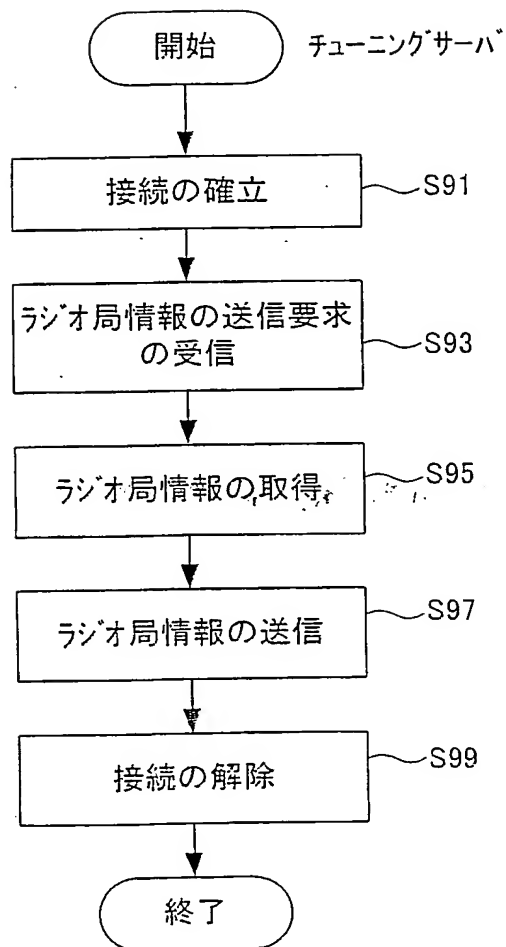 開始
チューニングサーバ
接続の確立
S91
ラジオ局情報の送信要求
の受信
S93
ラジオ局情報の取得
S95
ラジオ局情報の送信
S97
接続の解除
S99
終了